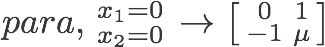 para, x₁=0 x₂=0 → [ 0 1 −1 μ ]